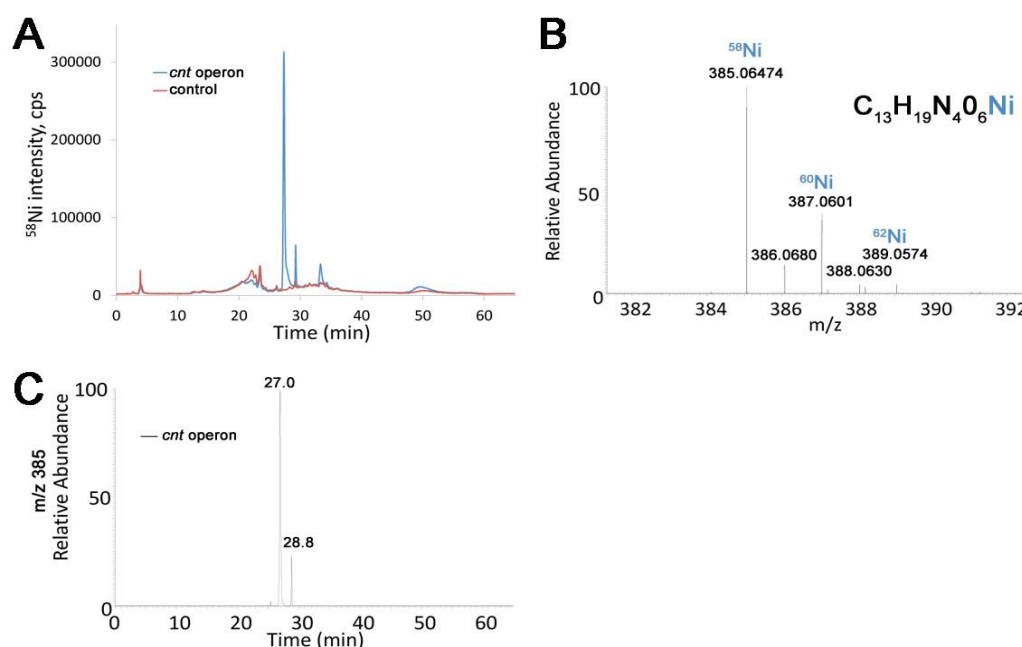 A
⁵⁸Ni intensity, cps
300000
200000
100000
0
cnt operon
control
0 10 20 30 40 50 60
Time (min)
B
Relative Abundance
100
50
0
⁵⁸Ni
385.06474
C₁₃H₁₉N₄0₆Ni
⁶⁰Ni
387.0601
⁶²Ni
386.0680
389.0574
388.0630
382 384 386 388 390 392
m/z
C
m/z 385
Relative Abundance
100
50
0
27.0
cnt operon
28.8
0 10 20 30 40 50 60
Time (min)